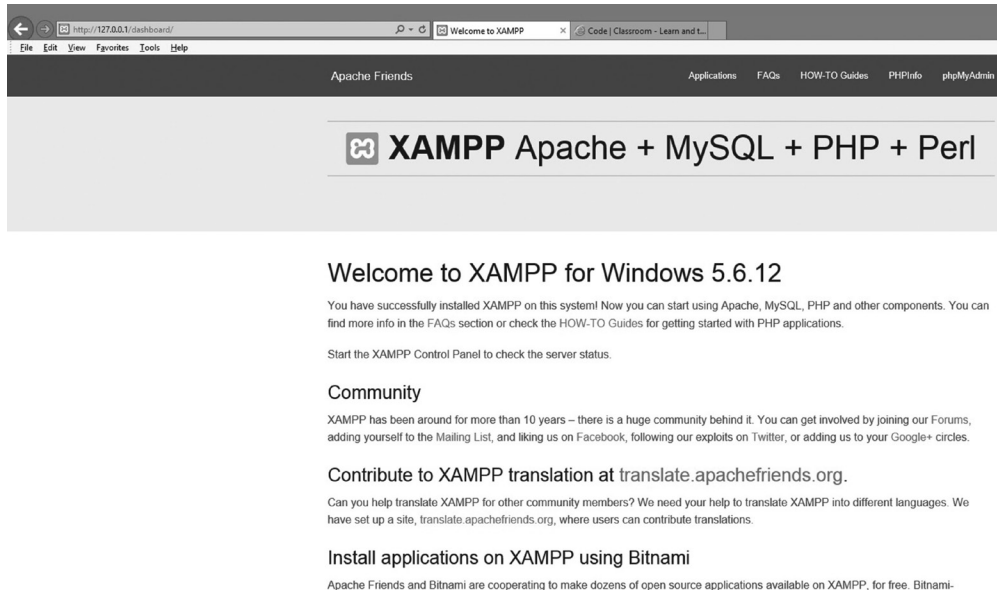 http://127.0.0.1/dashboard/
Welcome to XAMPP
Code | Classroom - Learn and t...
File Edit View Favorites Tools Help
Apache Friends
Applications FAQs HOW-TO Guides PHPInfo phpMyAdmin
XAMPP Apache + MySQL + PHP + Perl
Welcome to XAMPP for Windows 5.6.12
You have successfully installed XAMPP on this system! Now you can start using Apache, MySQL, PHP and other components. You can
find more info in the FAQs section or check the HOW-TO Guides for getting started with PHP applications.
Start the XAMPP Control Panel to check the server status.
Community
XAMPP has been around for more than 10 years – there is a huge community behind it. You can get involved by joining our Forums,
adding yourself to the Mailing List, and liking us on Facebook, following our exploits on Twitter, or adding us to your Google+ circles.
Contribute to XAMPP translation at translate.apachefriends.org.
Can you help translate XAMPP for other community members? We need your help to translate XAMPP into different languages. We
have set up a site, translate.apachefriends.org, where users can contribute translations.
Install applications on XAMPP using Bitnami
Apache Friends and Bitnami are cooperating to make dozens of open source applications available on XAMPP, for free. Bitnami-